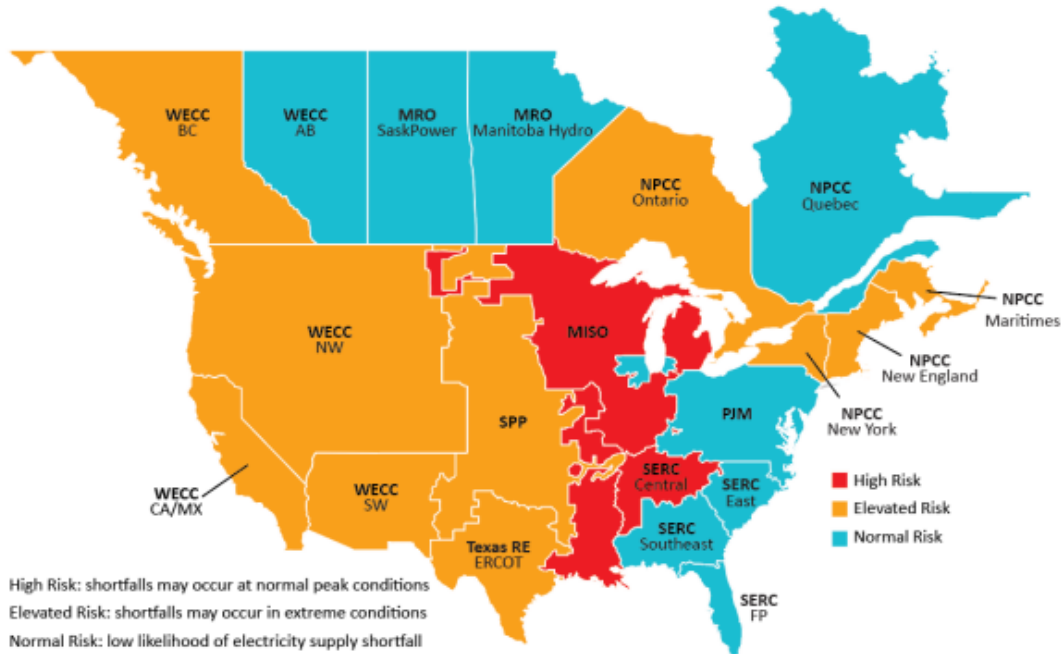 WECC
BC
WECC
AB
MRO
SaskPower
MRO
Manitoba Hydro
NPCC
Ontario
NPCC
Quebec
NPCC
Maritimes
NPCC
New England
NPCC
New York
WECC
NW
MISO
SPP
PJM
WECC
CA/MX
WECC
SW
SERC
Central
SERC
East
SERC
Southeast
Texas RE
ERCOT
SERC
FP
High Risk
Elevated Risk
Normal Risk
High Risk: shortfalls may occur at normal peak conditions
Elevated Risk: shortfalls may occur in extreme conditions
Normal Risk: low likelihood of electricity supply shortfall